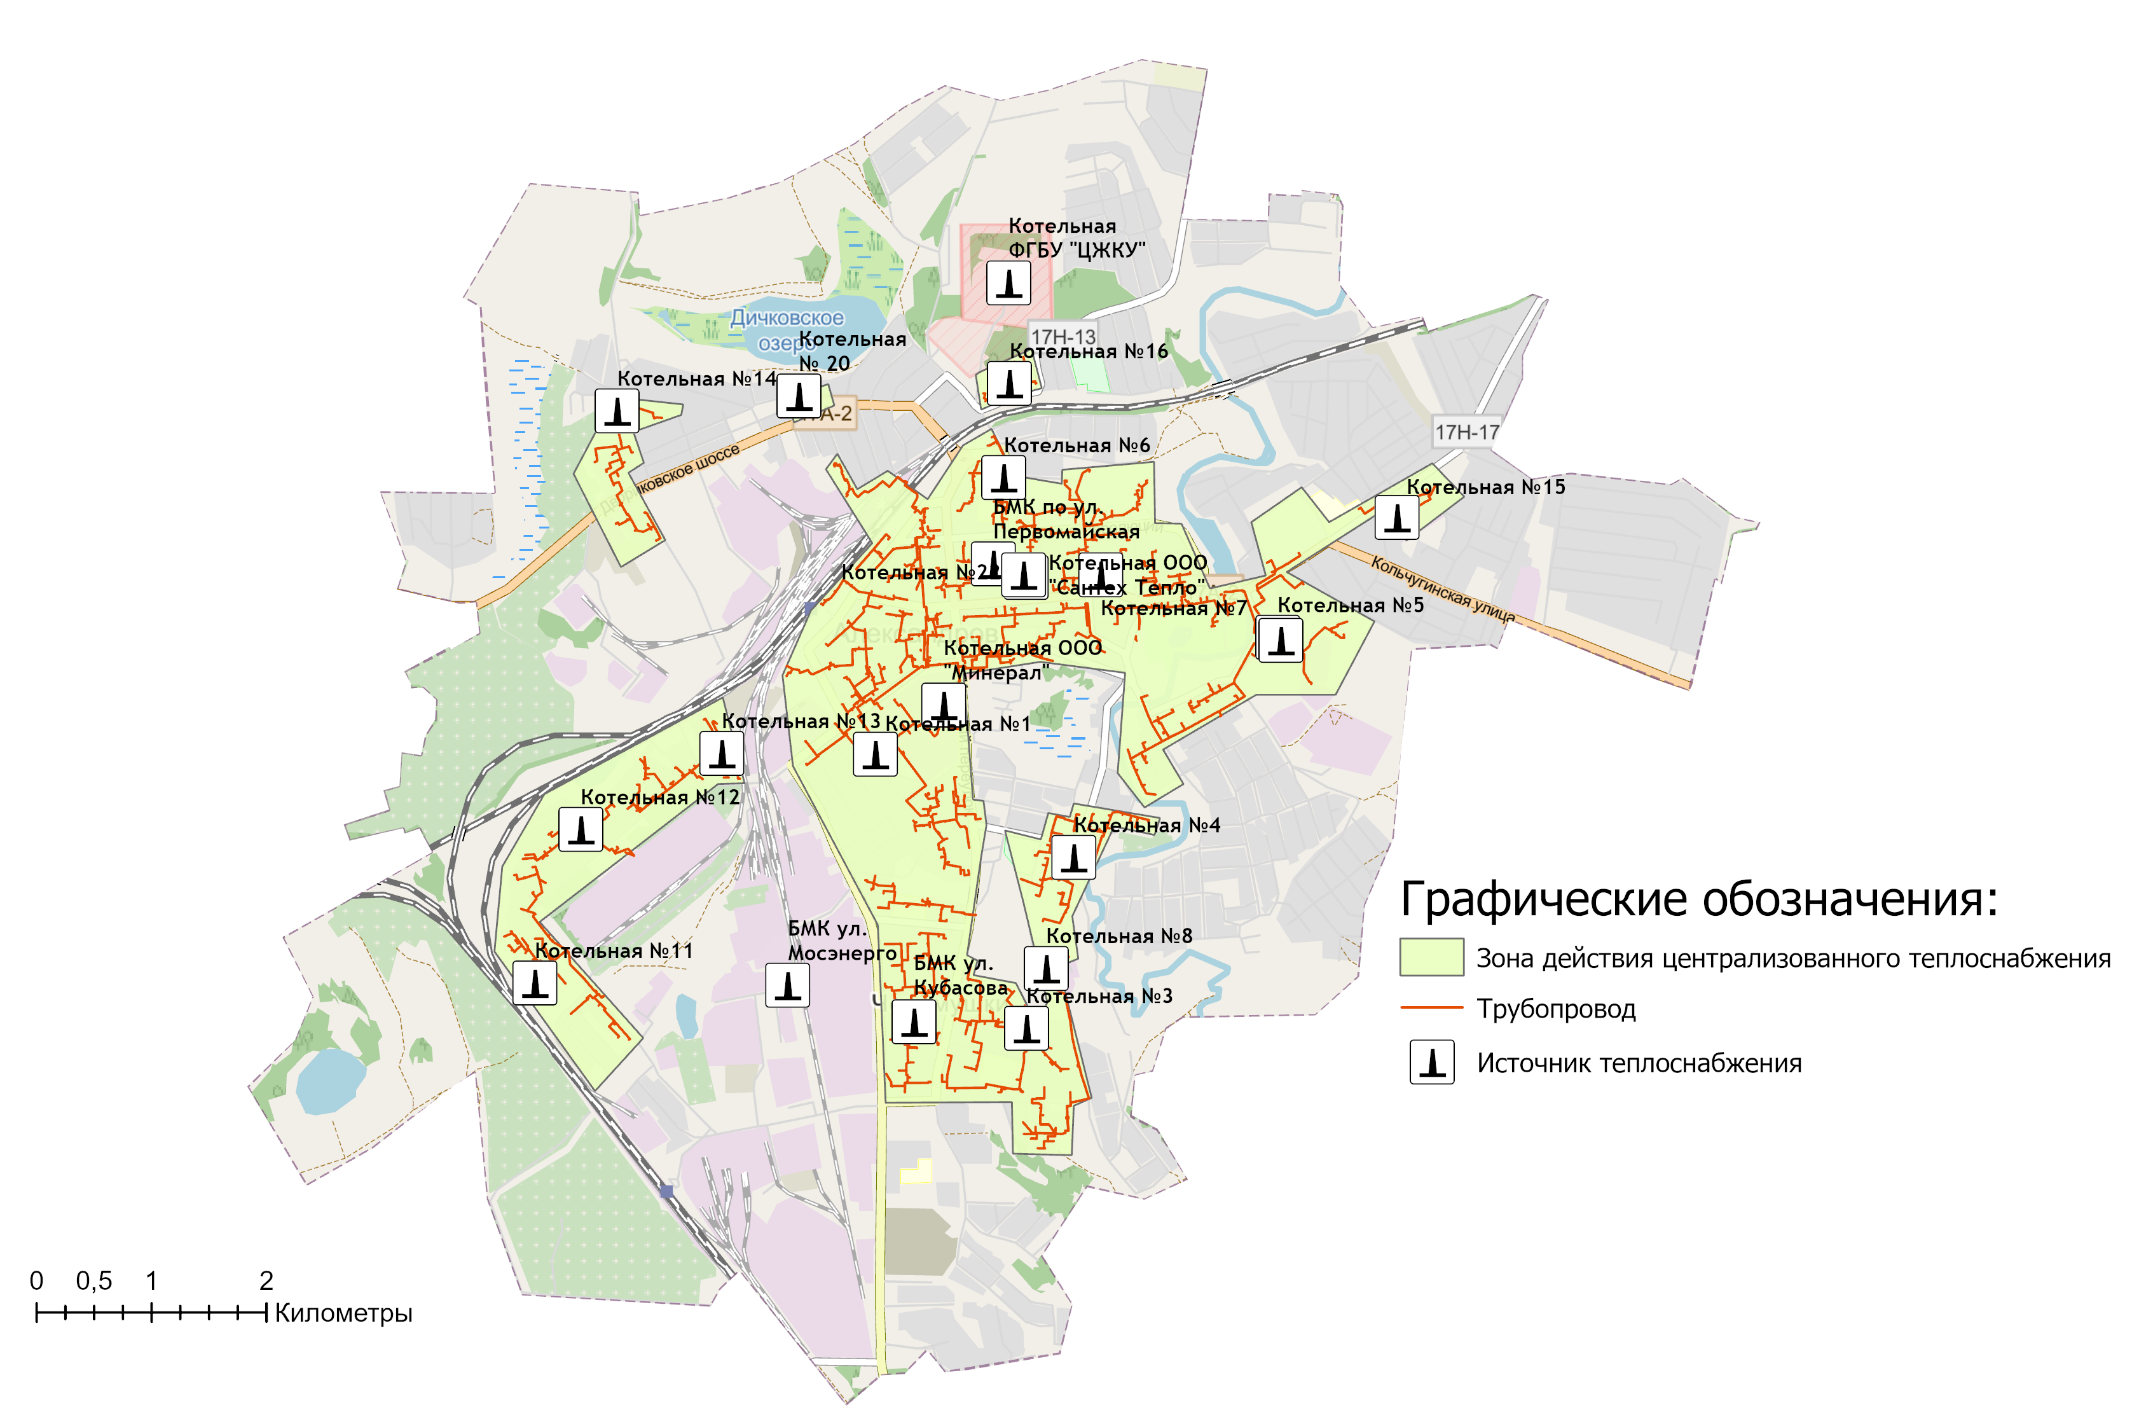 Котельная
ФГБУ "ЦЖКУ"
Дичковское
озеро
17Н-13
Котельная
№ 20
Котельная №16
Котельная №14
А-2
17Н-17
Котельная №6
ковское шоссе
Котельная №15
БМК по ул.
Первомайская
Котельная №22
Котельная ООО
"Сантех Тепло"
Кольчугинская улица
Котельная №7
Котельная №5
Котельная ООО
"Минерал"
Котельная №13
Котельная №1
Котельная №12
Котельная №4
Графические обозначения:
БМК ул.
Мосэнерго
Котельная №8
Котельная №11
Зона действия централизованного теплоснабжения
БМК ул.
Кубасова
Котельная №3
Трубопровод
Источник теплоснабжения
0 0,5 1 2
Километры